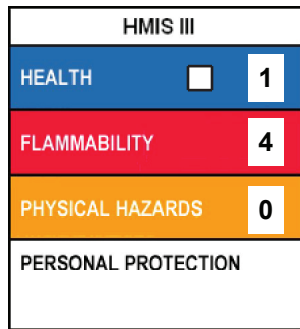 HMIS III
HEALTH 1
FLAMMABILITY 4
PHYSICAL HAZARDS 0
PERSONAL PROTECTION